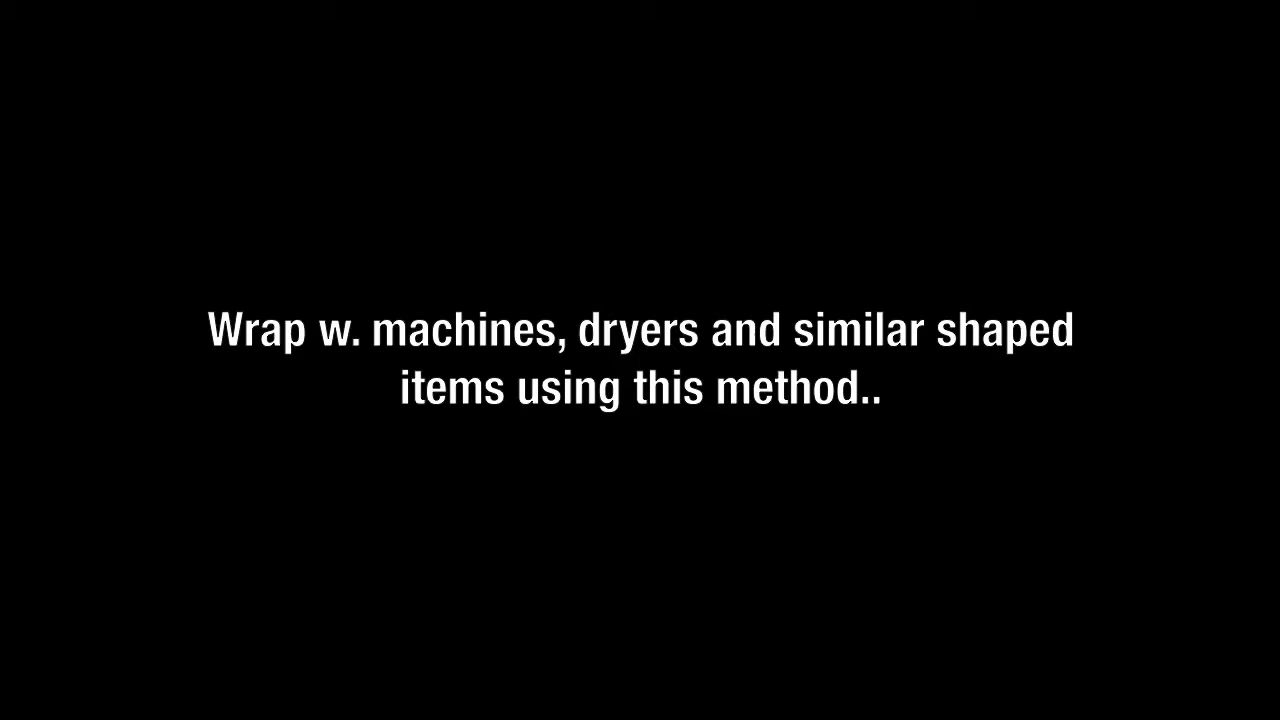 Wrap w. machines, dryers and similar shaped
items using this method..